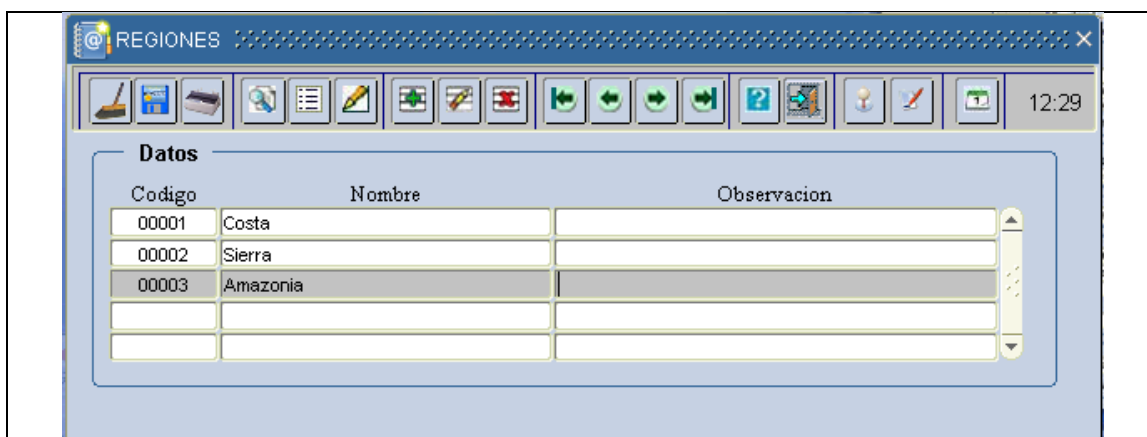 REGIONES
12:29
Datos
Codigo Nombre Observacion
00001 Costa
00002 Sierra
00003 Amazonia